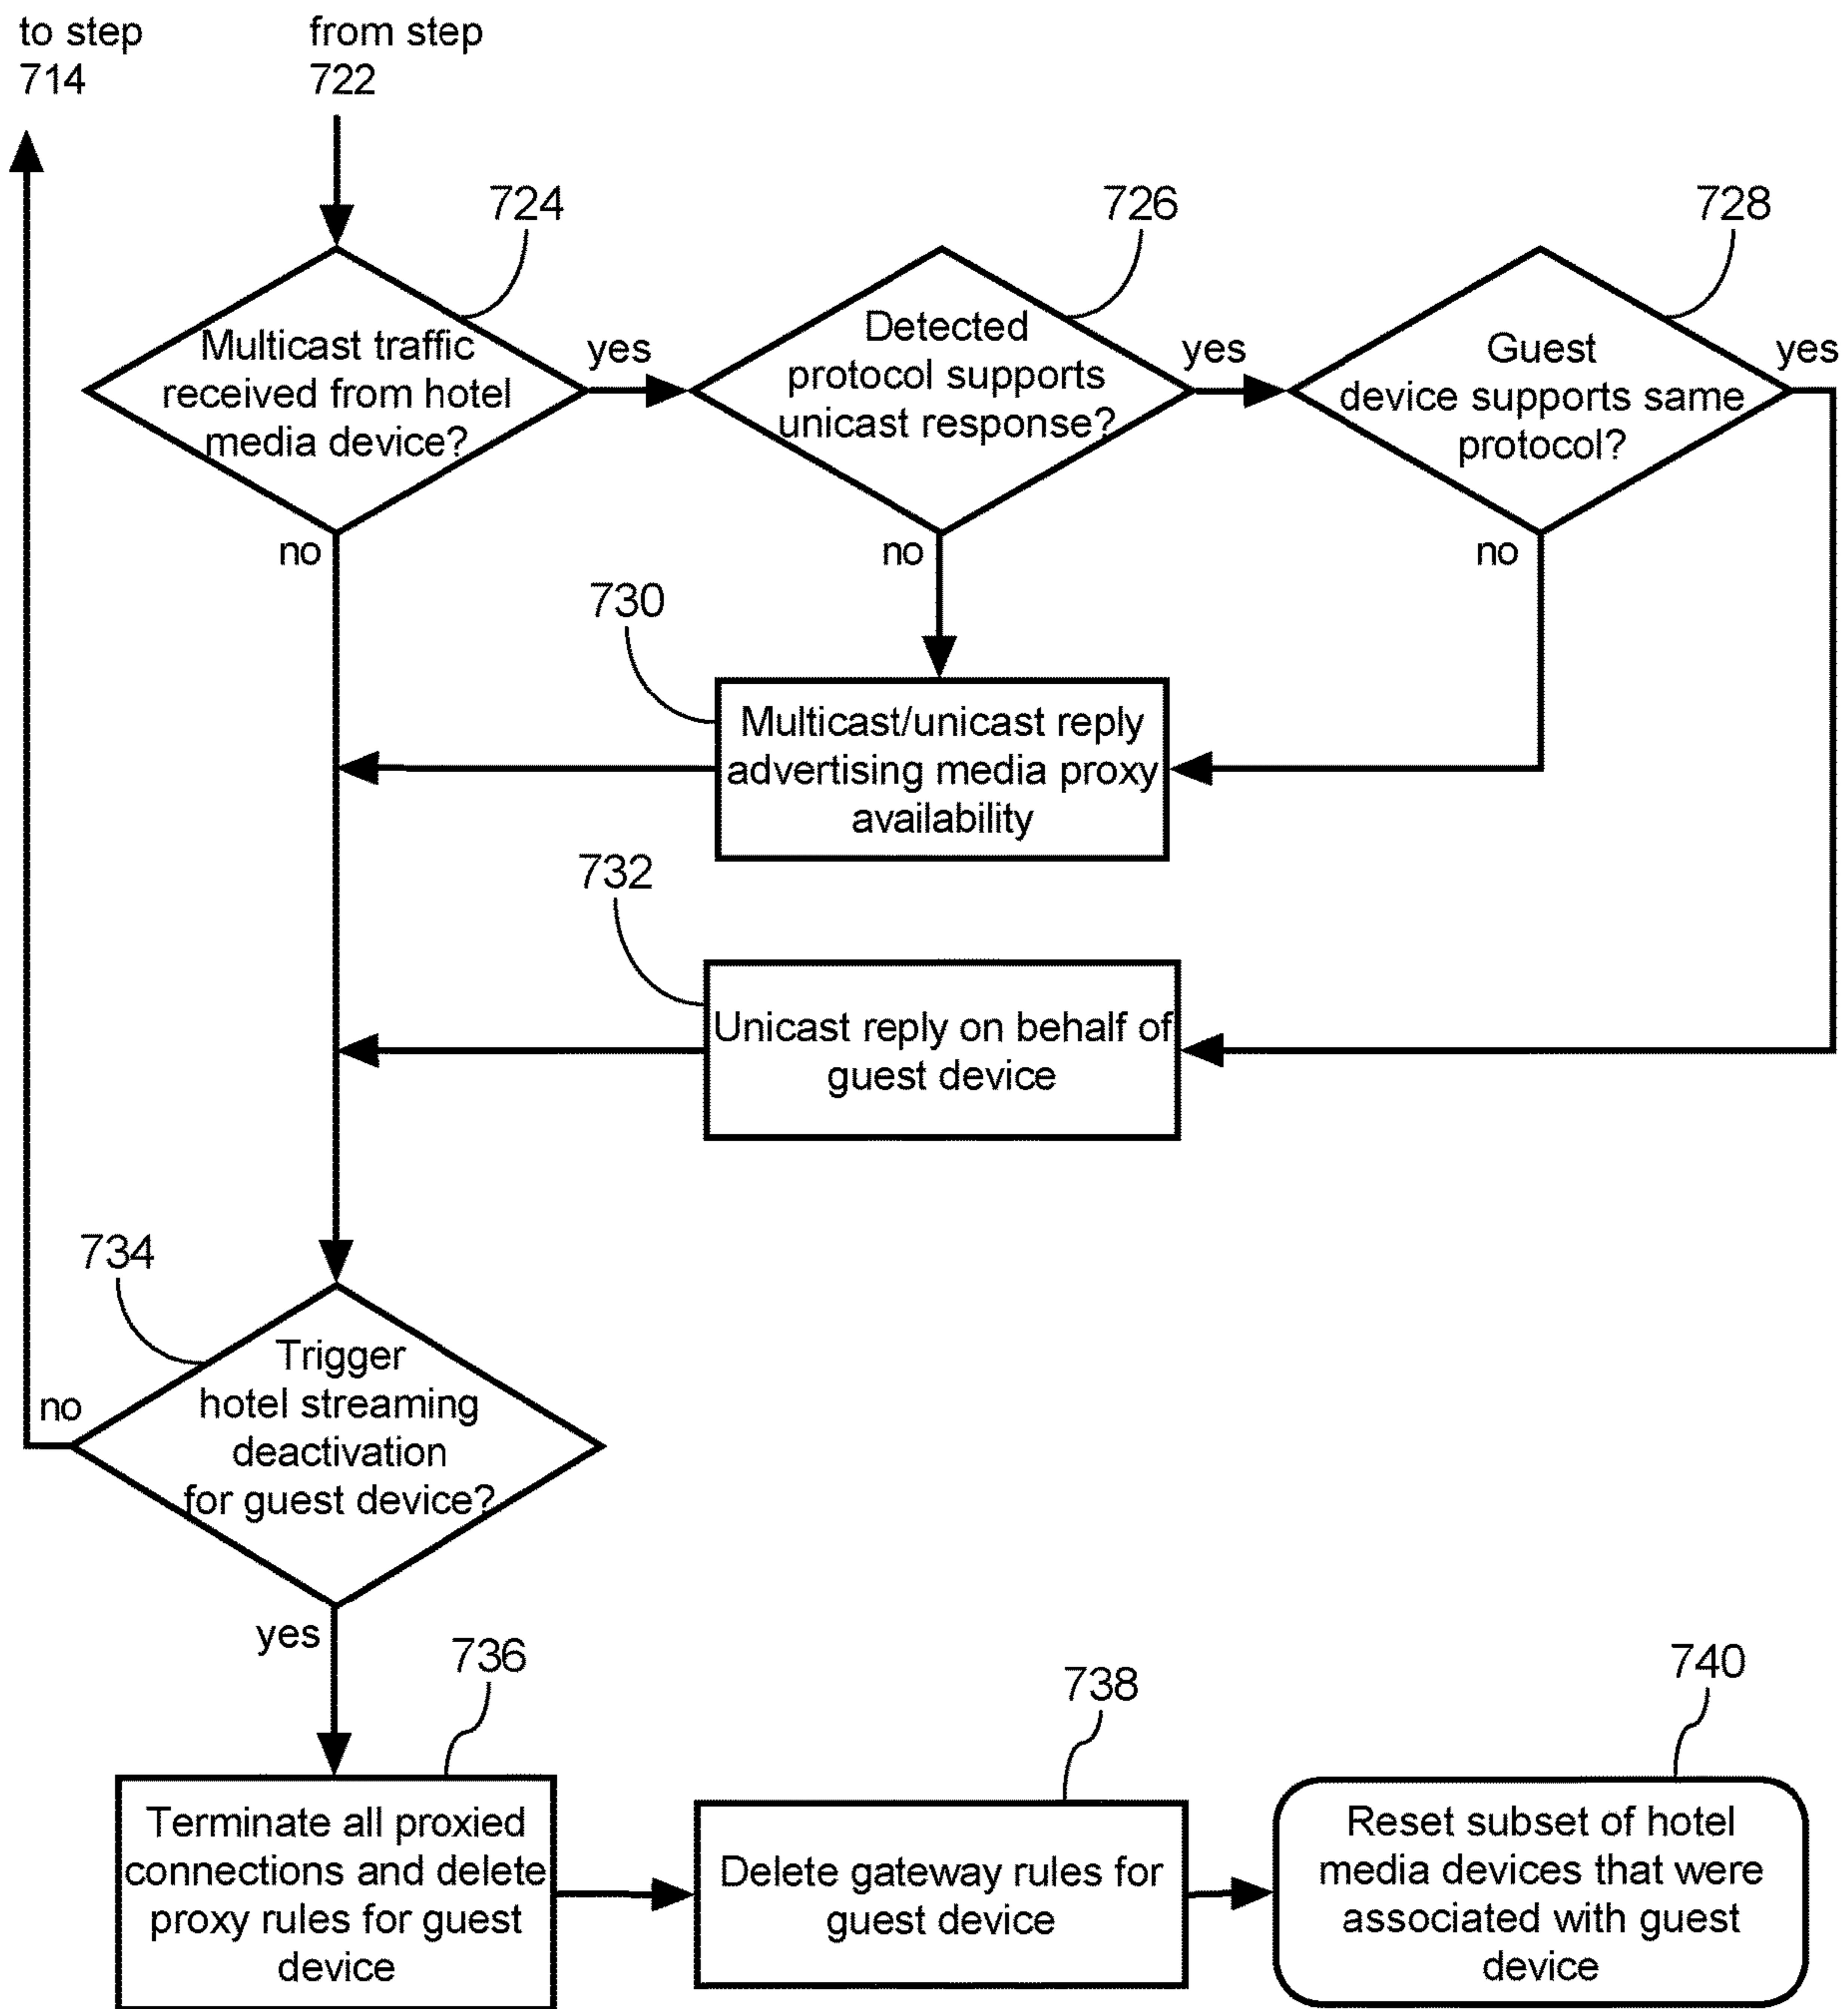 to step
714
from step
722
724
726
728
Multicast traffic
received from hotel
media device?
yes
Detected
protocol supports
unicast response?
yes
Guest
device supports same
protocol?
yes
no
no
no
730
Multicast/unicast reply
advertising media proxy
availability
732
Unicast reply on behalf of
guest device
734
Trigger
hotel streaming
deactivation
for guest device?
no
yes
736
738
740
Terminate all proxied
connections and delete
proxy rules for guest
device
Delete gateway rules for
guest device
Reset subset of hotel
media devices that were
associated with guest
device